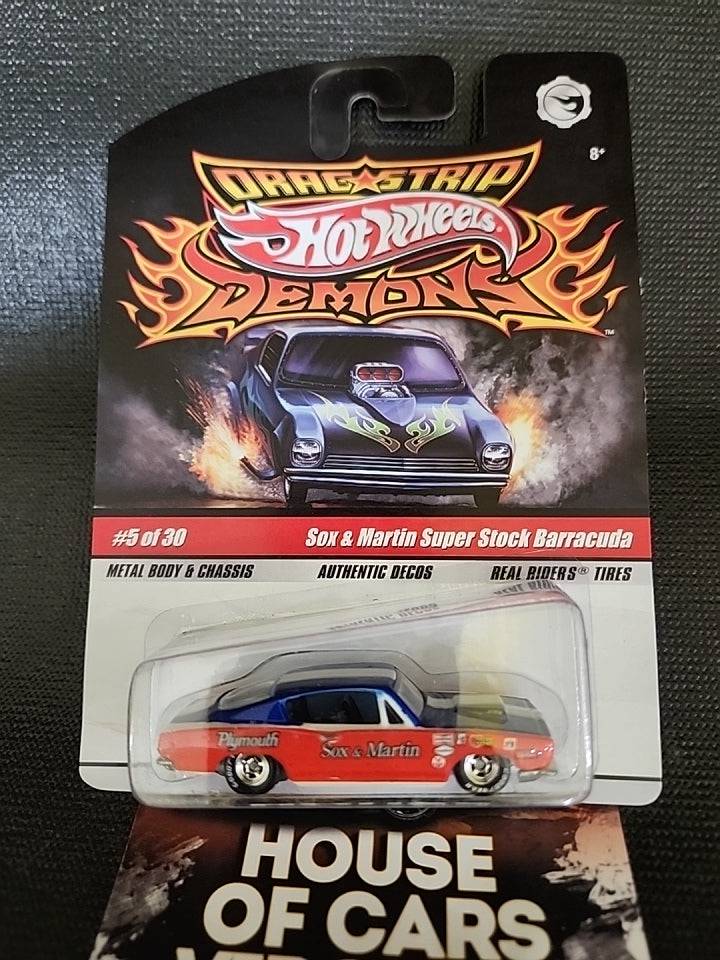 8+
DRAG★STRIP
HOT WHEELS®
DEMONS™
#5 of 30 Sox & Martin Super Stock Barracuda
METAL BODY & CHASSIS AUTHENTIC DECOS REAL RIDERS® TIRES
Plymouth Sox & Martin
HOUSE
OF CARS